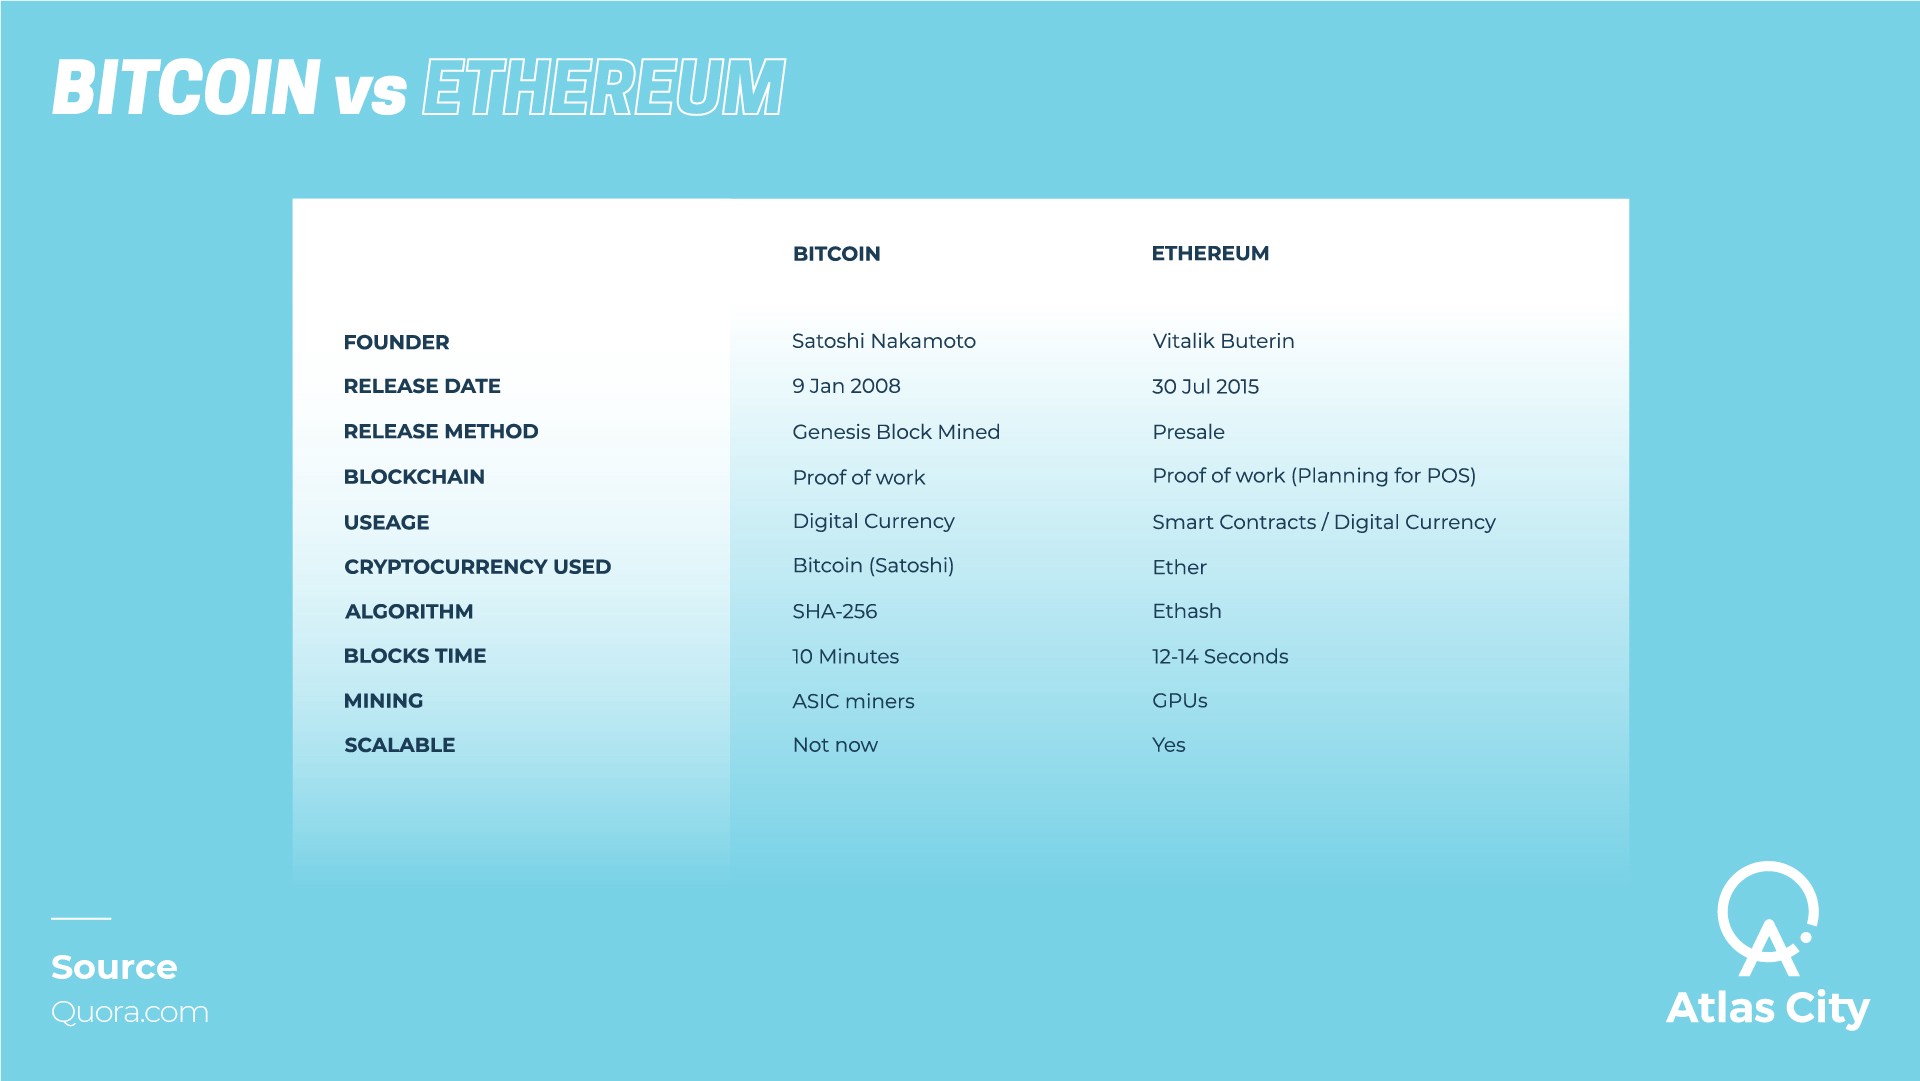 BITCOIN vs ETHEREUM
BITCOIN ETHEREUM
FOUNDER Satoshi Nakamoto Vitalik Buterin
RELEASE DATE 9 Jan 2008 30 Jul 2015
RELEASE METHOD Genesis Block Mined Presale
BLOCKCHAIN Proof of work Proof of work (Planning for POS)
USEAGE Digital Currency Smart Contracts / Digital Currency
CRYPTOCURRENCY USED Bitcoin (Satoshi) Ether
ALGORITHM SHA-256 Ethash
BLOCKS TIME 10 Minutes 12-14 Seconds
MINING ASIC miners GPUs
SCALABLE Not now Yes
Source
Quora.com
Atlas City